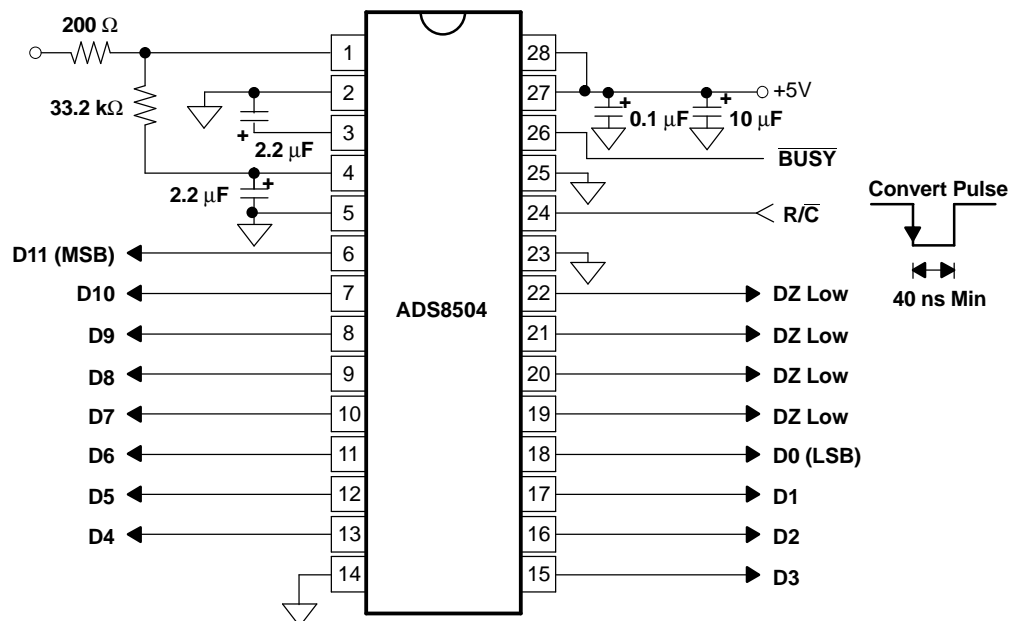 200 Ω
33.2 kΩ
+
2.2 μF
2.2 μF
+
D11 (MSB)
D10
D9
D8
D7
D6
D5
D4
1
2
3
4
5
6
7
8
9
10
11
12
13
14
ADS8504
28
27
26
25
24
23
22
21
20
19
18
17
16
15
+5V
+
0.1 μF
+
10 μF
BUSY
R/C
DZ Low
DZ Low
DZ Low
DZ Low
D0 (LSB)
D1
D2
D3
Convert Pulse
40 ns Min